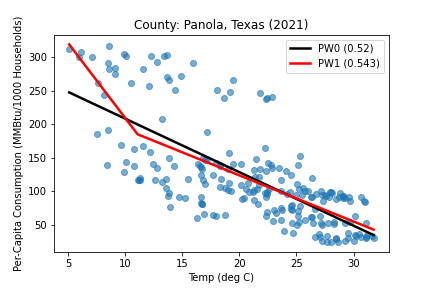 County: Panola, Texas (2021)
PW0 (0.52)
PW1 (0.543)
Per-Capita Consumption (MMBtu/1000 Households)
300
250
200
150
100
50
5
10
15
20
25
30
Temp (deg C)